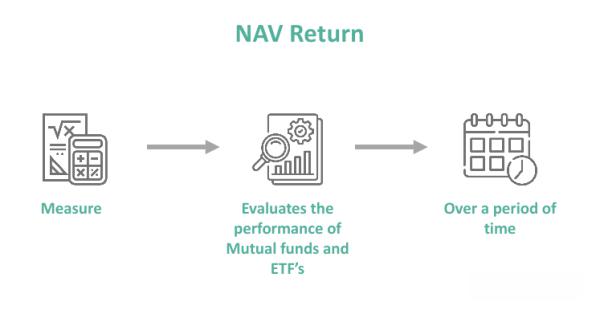 NAV Return
√x
Measure
Evaluates the
performance of
Mutual funds and
ETF's
Over a period of
time